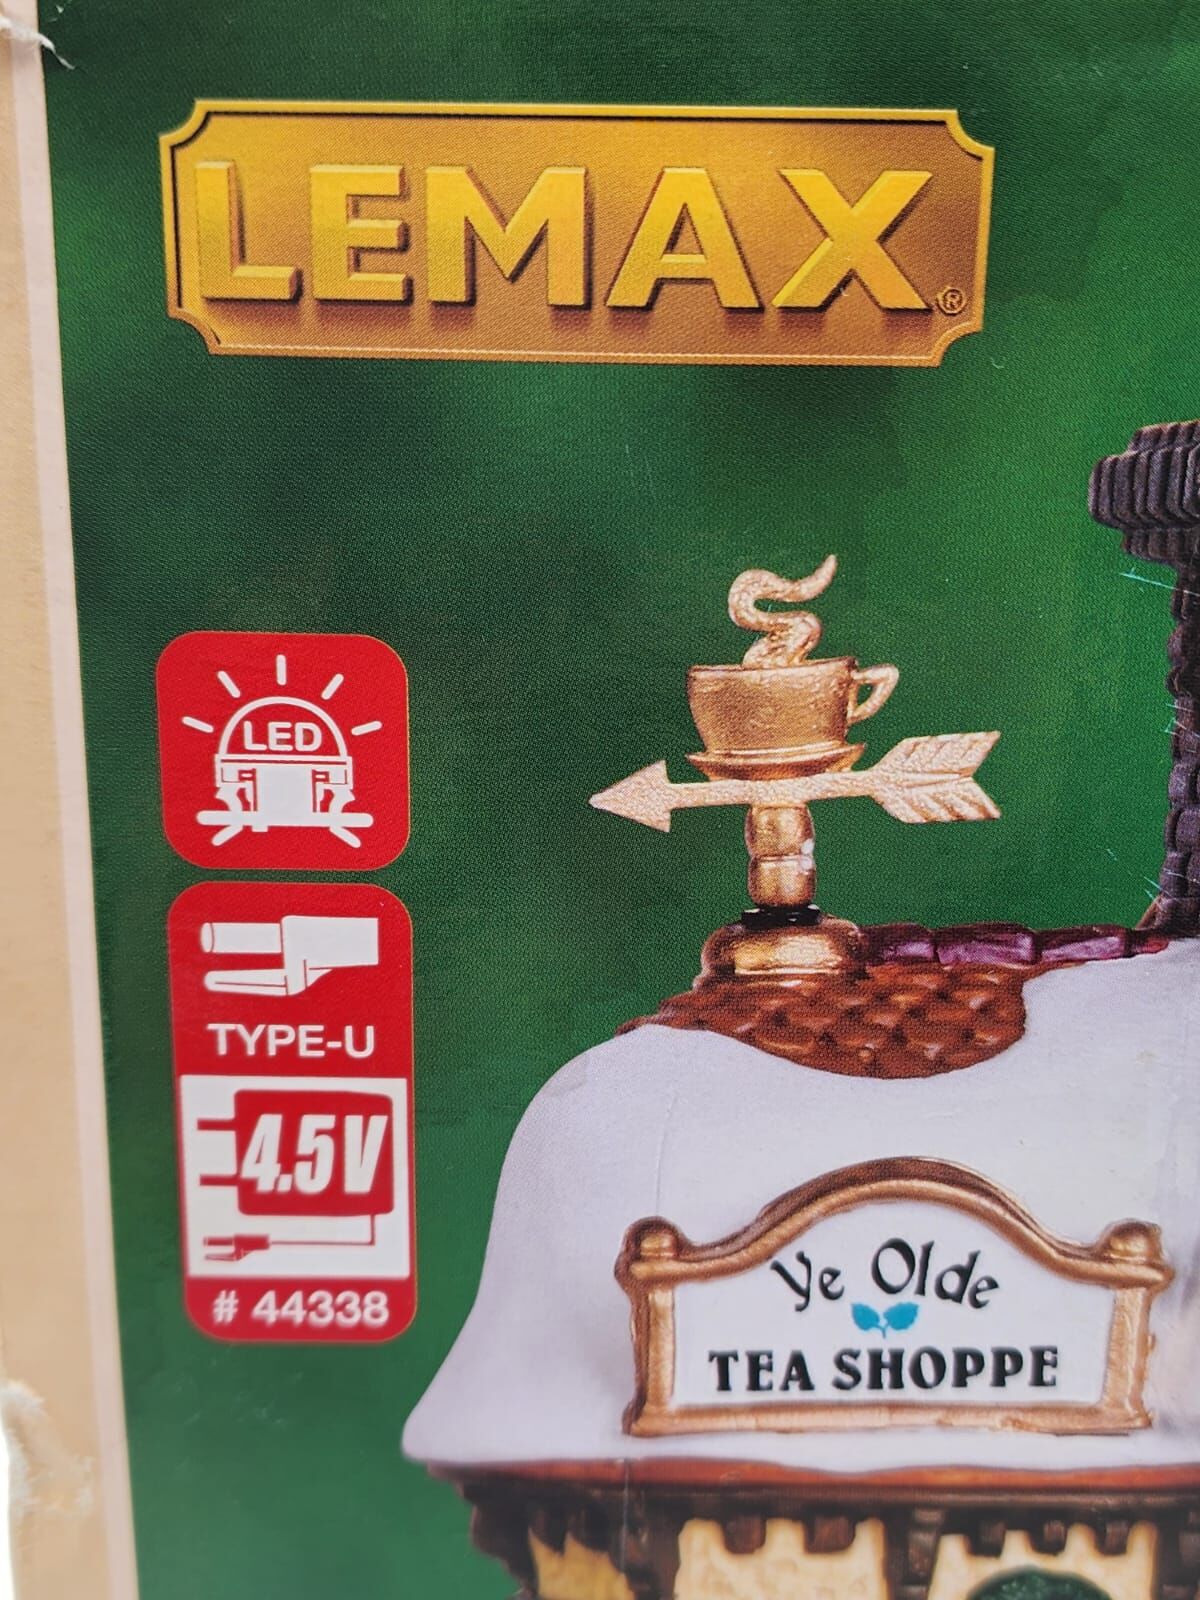 LEMAX®
LED
TYPE-U
4.5V
# 44338
Ye Olde
TEA SHOPPE